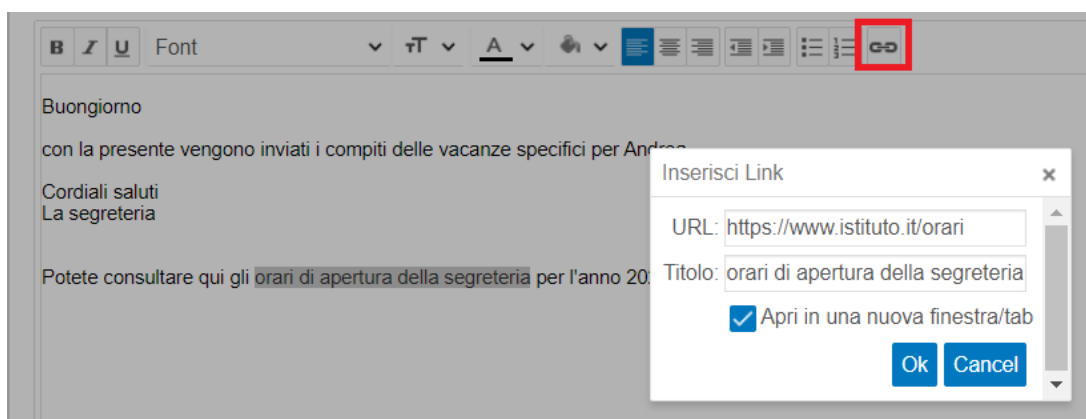 B I U Font A
Buongiorno
con la presente vengono inviati i compiti delle vacanze specifici per
Cordiali saluti
La segreteria
Potete consultare qui gli orari di apertura della segreteria per l'anno
Inserisci Link
URL: https://www.istituto.it/orari
Titolo: orari di apertura della segreteria
Apri in una nuova finestra/tab
Ok Cancel